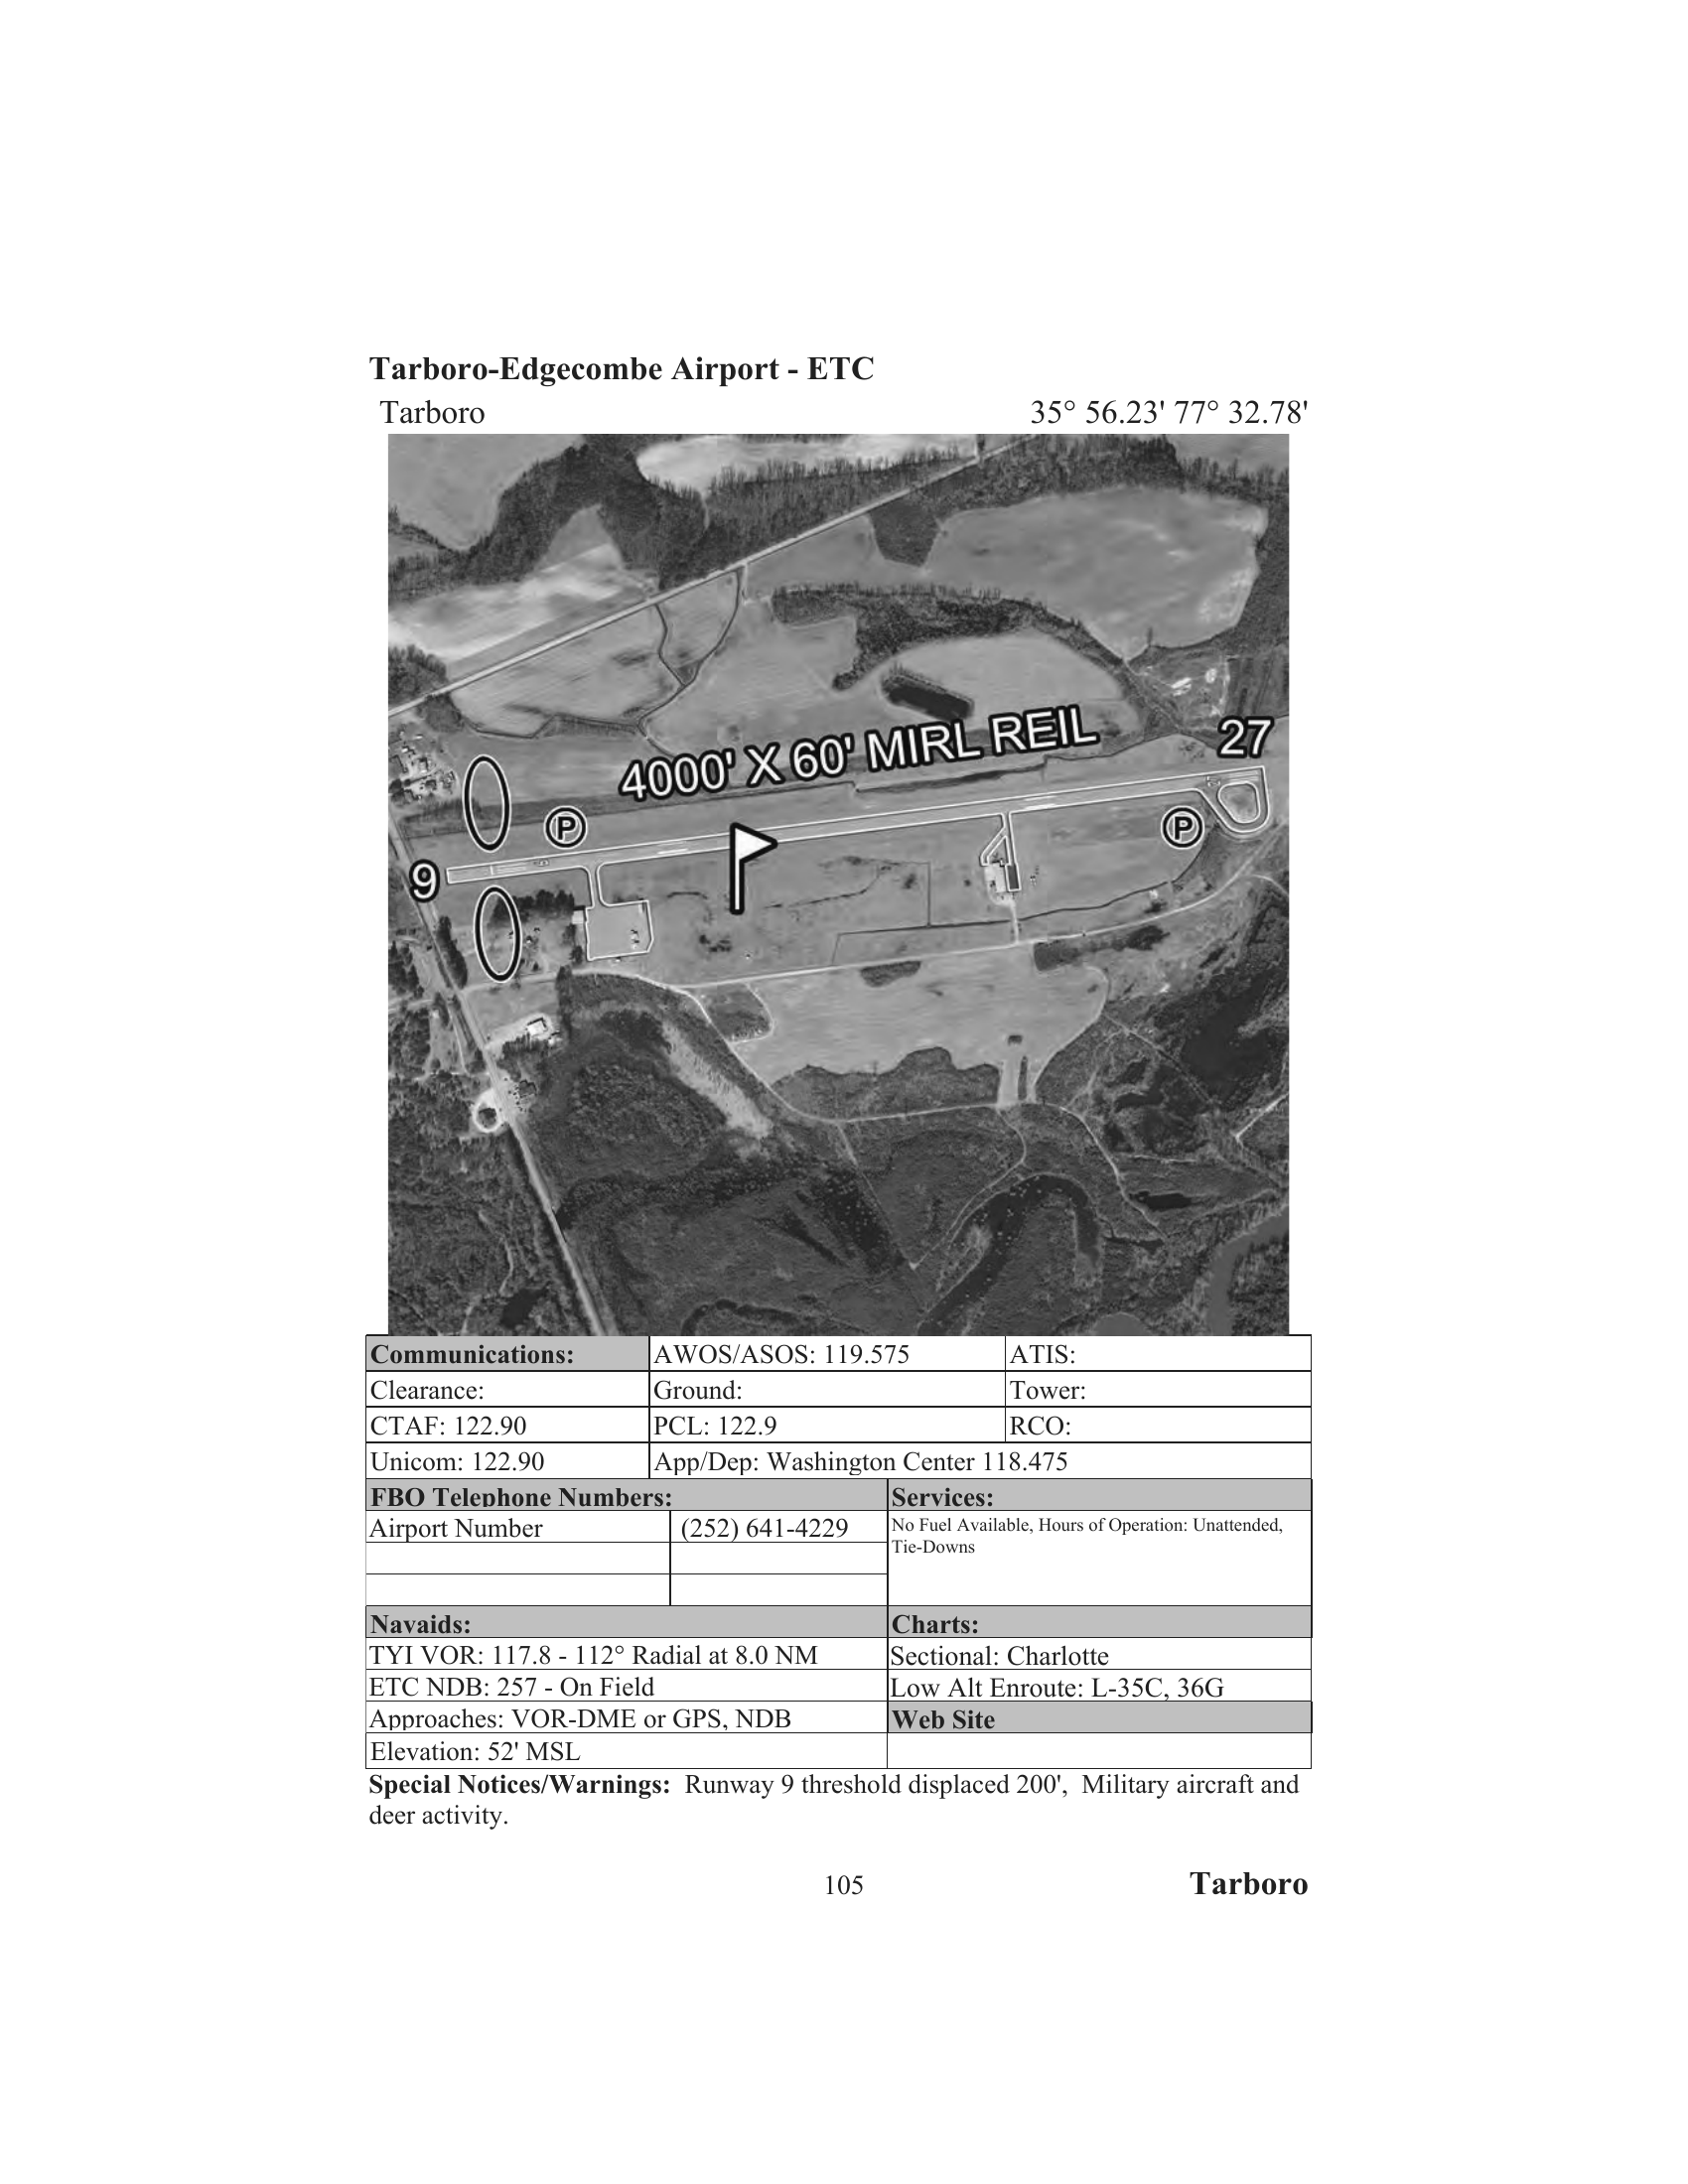 Tarboro-Edgecombe Airport - ETC
Tarboro 35° 56.23' 77° 32.78'
4000' X 60' MIRL REIL
27
P
P
9
Communications: AWOS/ASOS: 119.575 ATIS:
Clearance: Ground: Tower:
CTAF: 122.90 PCL: 122.9 RCO:
Unicom: 122.90 App/Dep: Washington Center 118.475
FBO Telephone Numbers: Services:
Airport Number (252) 641-4229 No Fuel Available, Hours of Operation: Unattended,
Tie-Downs
Navaids: Charts:
TYI VOR: 117.8 - 112° Radial at 8.0 NM Sectional: Charlotte
ETC NDB: 257 - On Field Low Alt Enroute: L-35C, 36G
Approaches: VOR-DME or GPS, NDB Web Site
Elevation: 52' MSL
Special Notices/Warnings: Runway 9 threshold displaced 200', Military aircraft and
deer activity.
105 Tarboro